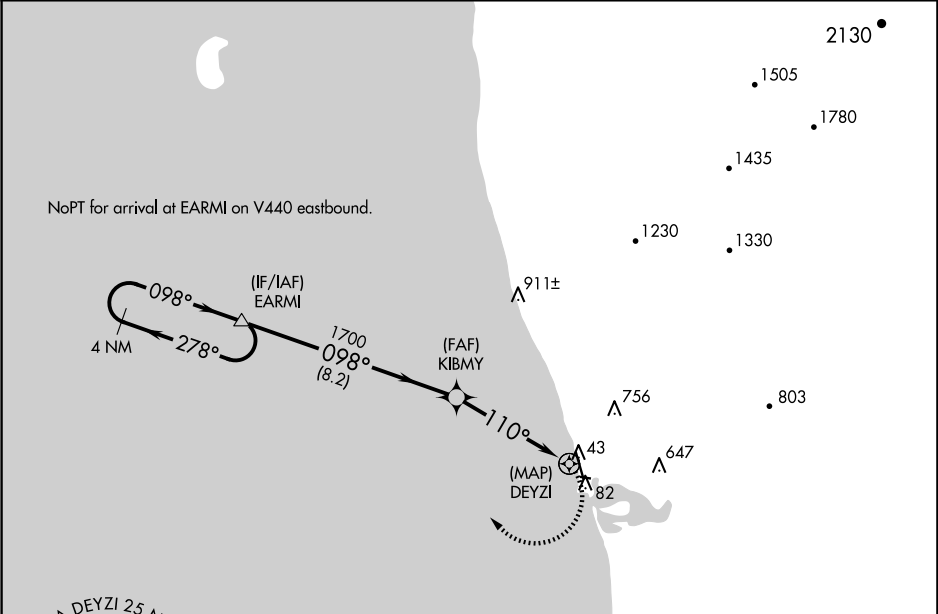 2130
1505
1780
1435
NoPT for arrival at EARMI on V440 eastbound.
1230
1330
911±
(IF/IAF)
EARMI
098°
4 NM
278°
1700
098°
(8.2)
(FAF)
KIBMY
110°
756
803
43
647
(MAP)
DEYZI
82
DEYZI 25